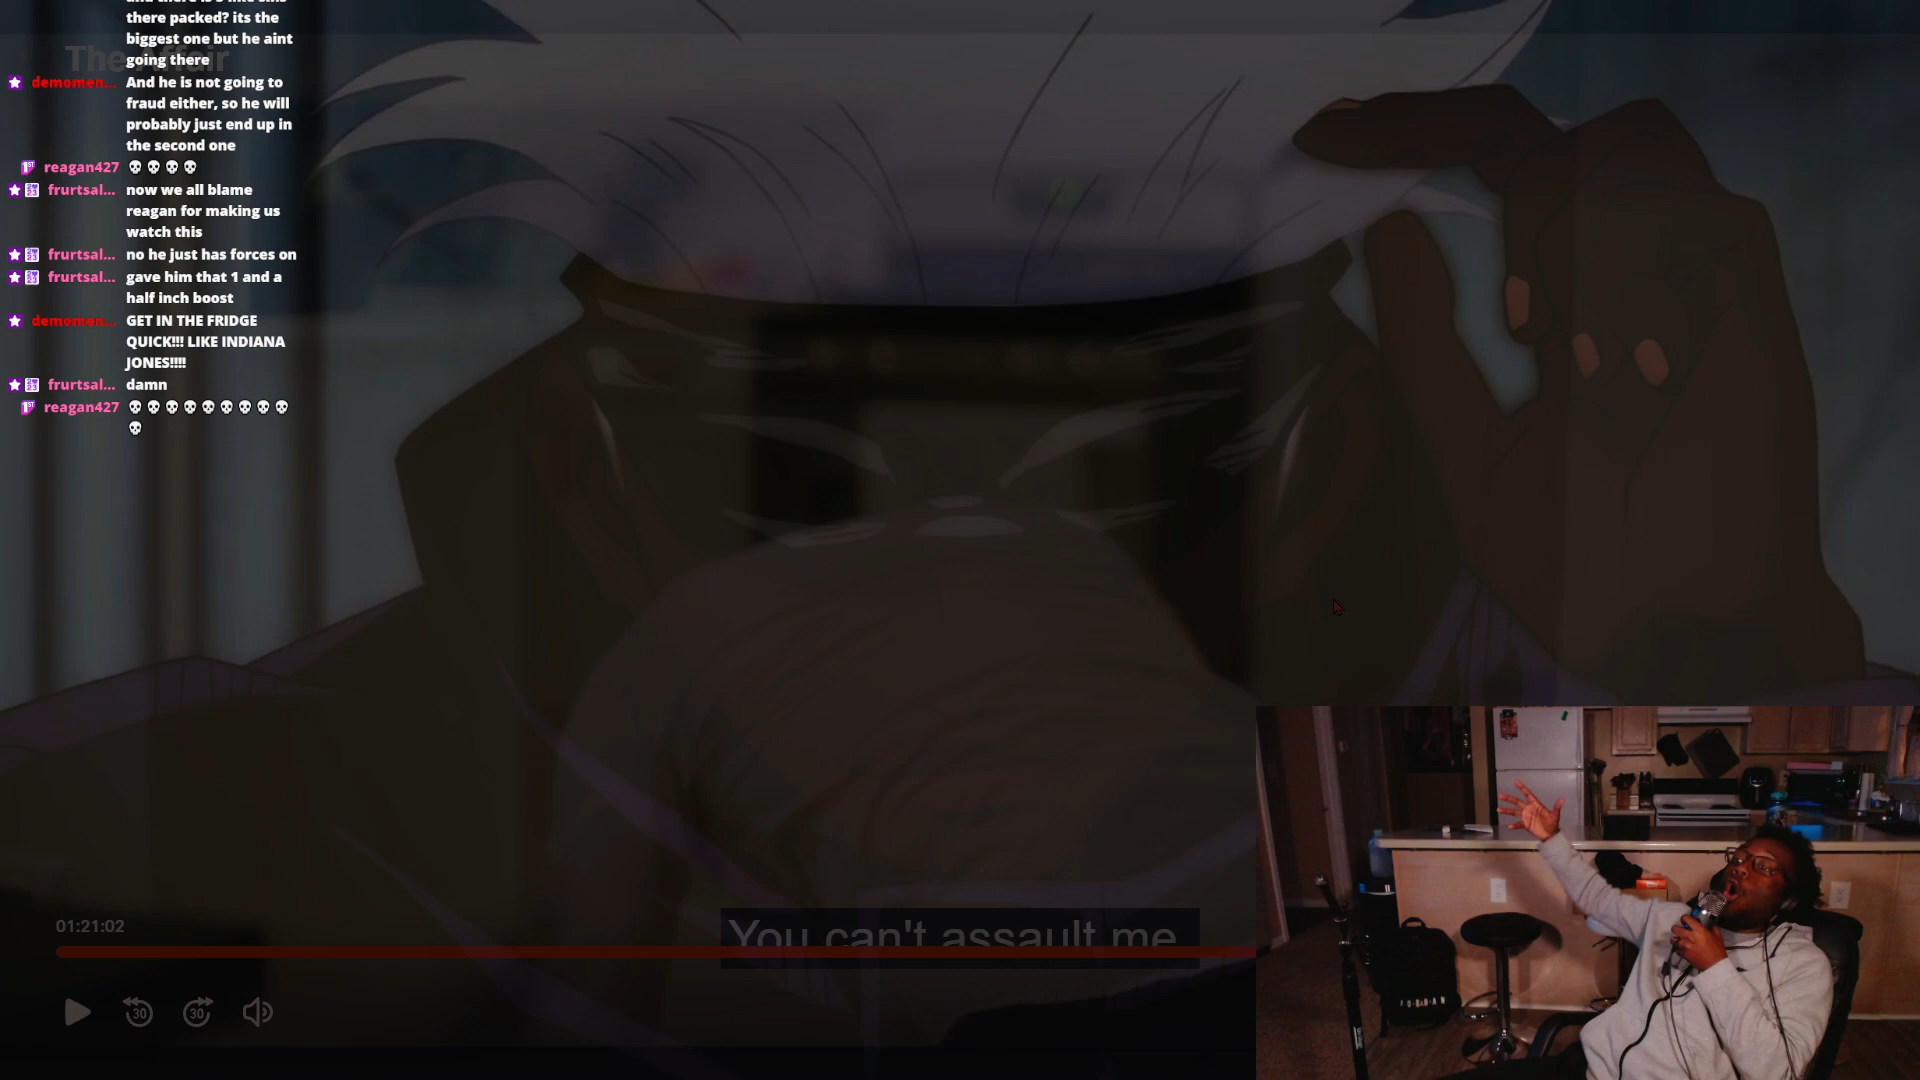 there packed? its the
biggest one but he aint
going there
The Affair
demomen... And he is not going to
fraud either, so he will
probably just end up in
the second one
reagan427
frurtsal... now we all blame
reagan for making us
watch this
frurtsal... no he just has forces on
frurtsal... gave him that 1 and a
half inch boost
demomen... GET IN THE FRIDGE
QUICK!!! LIKE INDIANA
JONES!!!!
frurtsal... damn
reagan427
01:21:02
You can't assault me
30
30
JORDAN